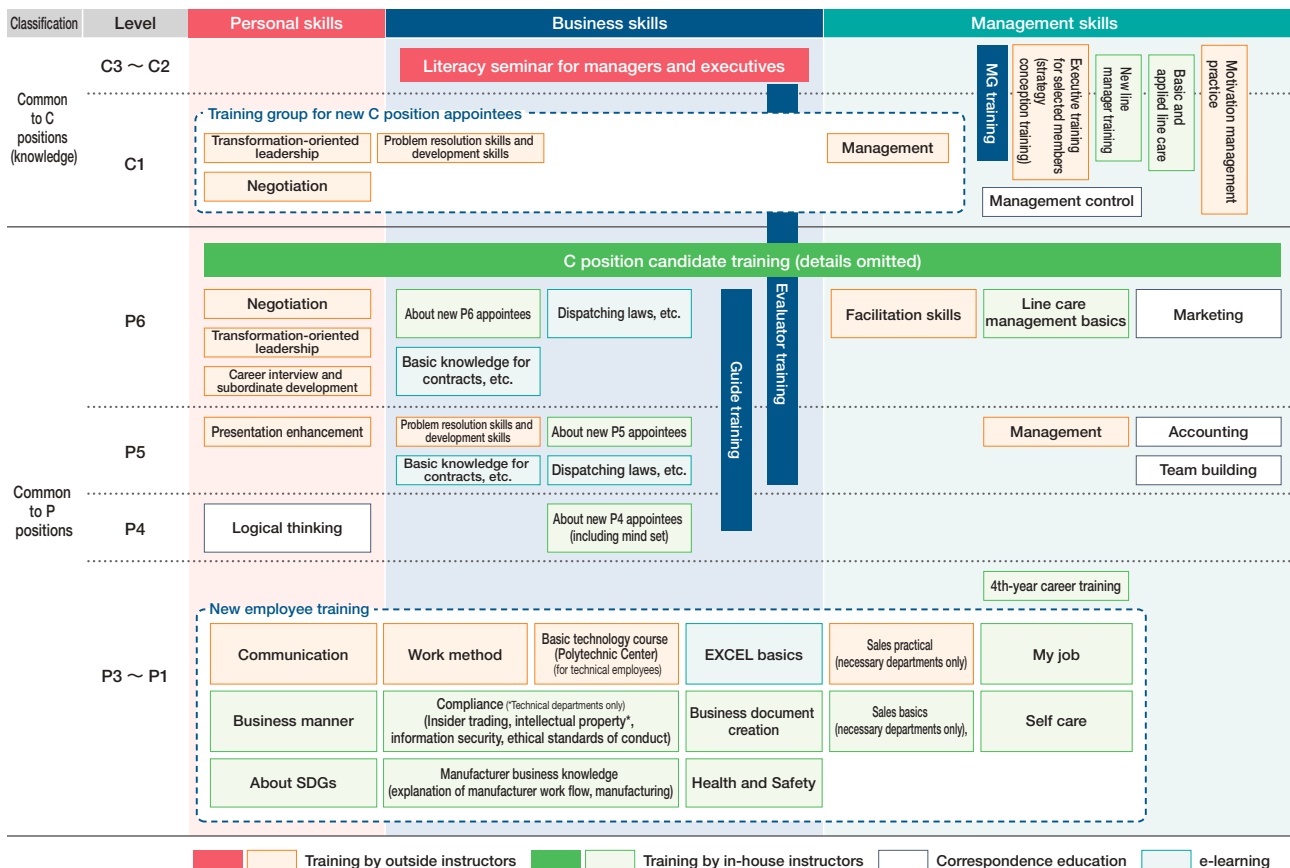 Classification
Level
Personal skills
Business skills
Management skills
Common
to C
positions
(knowledge)
C3 ～ C2
Literacy seminar for managers and executives
C1
Training group for new C position appointees
Transformation-oriented
leadership
Problem resolution skills and
development skills
Management
Negotiation
MG training
Executive training
for selected members
(strategy
conception training)
New line
manager training
Basic and
applied line care
Motivation management
practice
Management control
Common
to P
positions
C position candidate training (details omitted)
P6
Negotiation
Transformation-oriented
leadership
Career interview and
subordinate development
About new P6 appointees
Dispatching laws, etc.
Basic knowledge for
contracts, etc.
Guide training
Evaluator training
Facilitation skills
Line care
management basics
Marketing
P5
Presentation enhancement
Problem resolution skills and
development skills
About new P5 appointees
Basic knowledge for
contracts, etc.
Dispatching laws, etc.
Management
Accounting
Team building
P4
Logical thinking
About new P4 appointees
(including mind set)
P3 ～ P1
4th-year career training
New employee training
Communication
Work method
Basic technology course
(Polytechnic Center)
(for technical employees)
EXCEL basics
Sales practical
(necessary departments only)
My job
Business manner
Compliance (*Technical departments only)
(Insider trading, intellectual property*,
information security, ethical standards of conduct)
Business document
creation
Sales basics
(necessary departments only),
Self care
About SDGs
Manufacturer business knowledge
(explanation of manufacturer work flow, manufacturing)
Health and Safety
Training by outside instructors
Training by in-house instructors
Correspondence education
e-learning